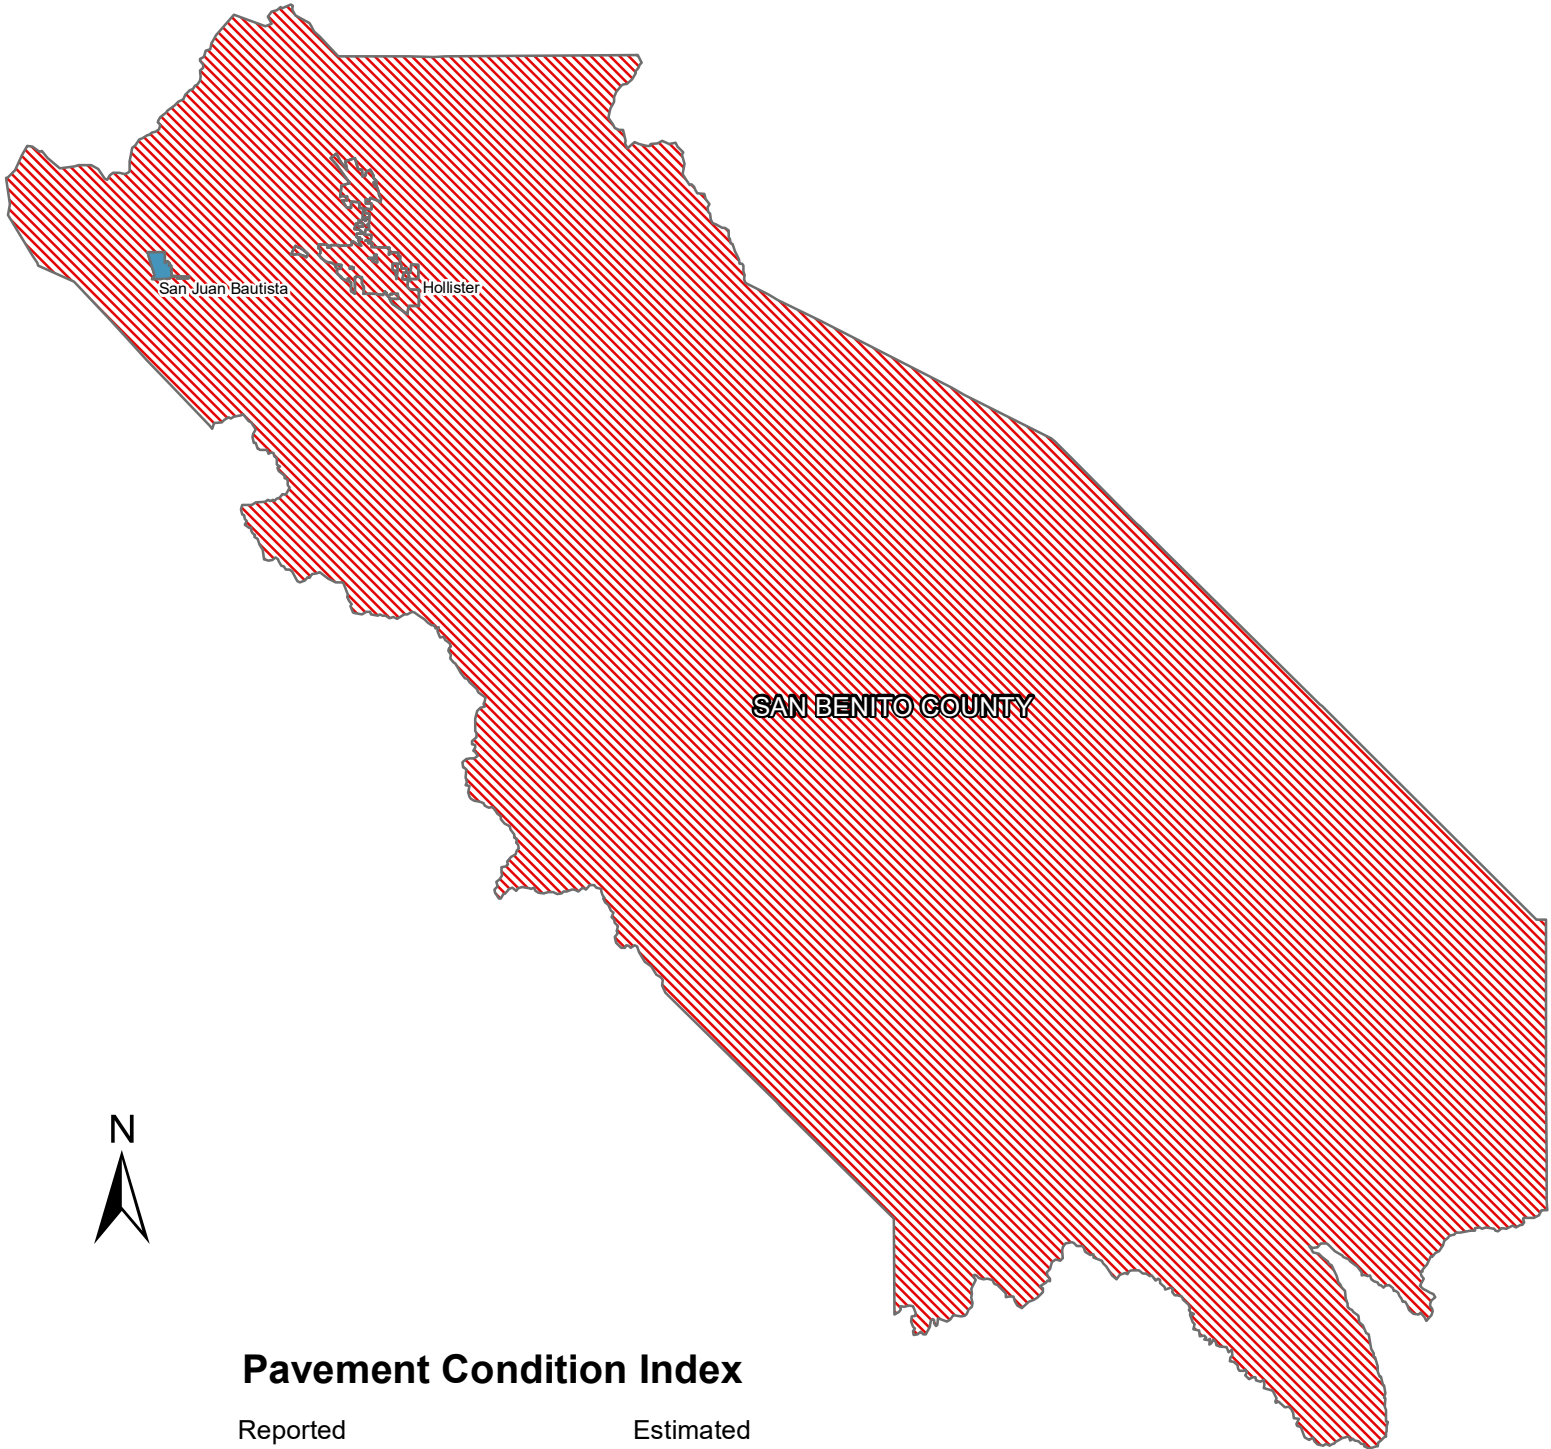 San Juan Bautista
Hollister
SAN BENITO COUNTY
N
Pavement Condition Index
Reported
Estimated